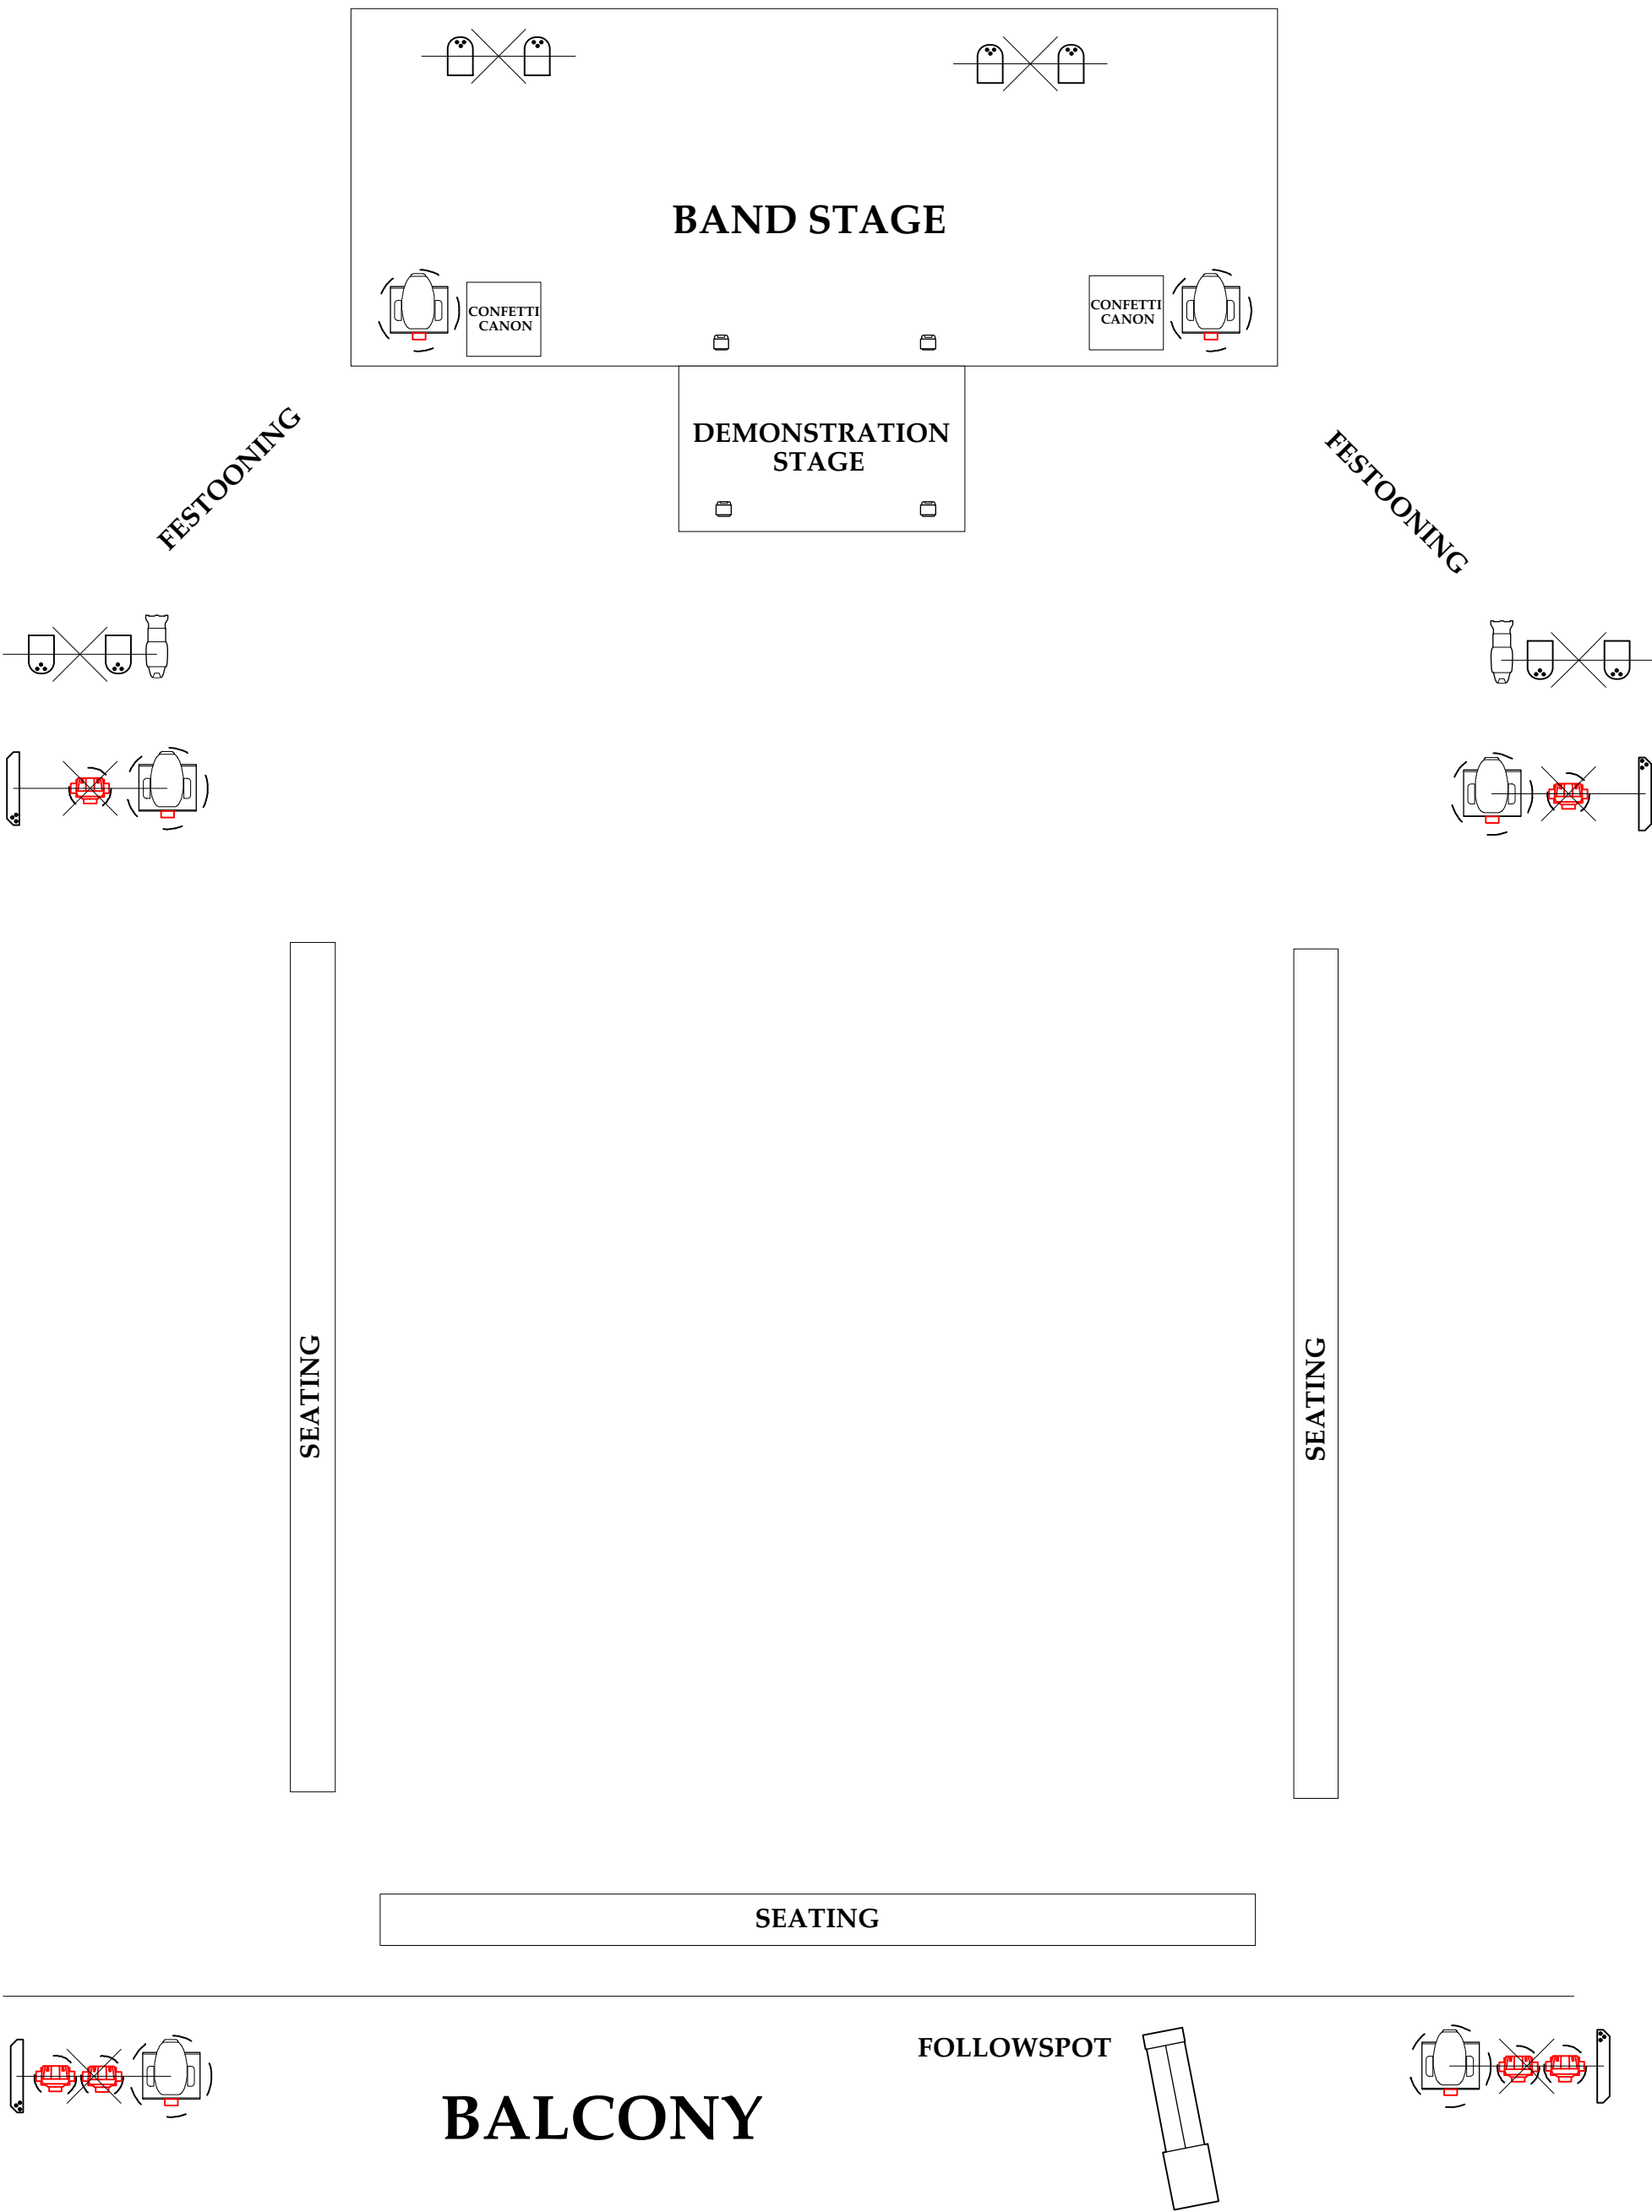 BAND STAGE
CONFETTI
CANON
CONFETTI
CANON
DEMONSTRATION
STAGE
FESTOONING
FESTOONING
SEATING
SEATING
SEATING
FOLLOWSPOT
BALCONY